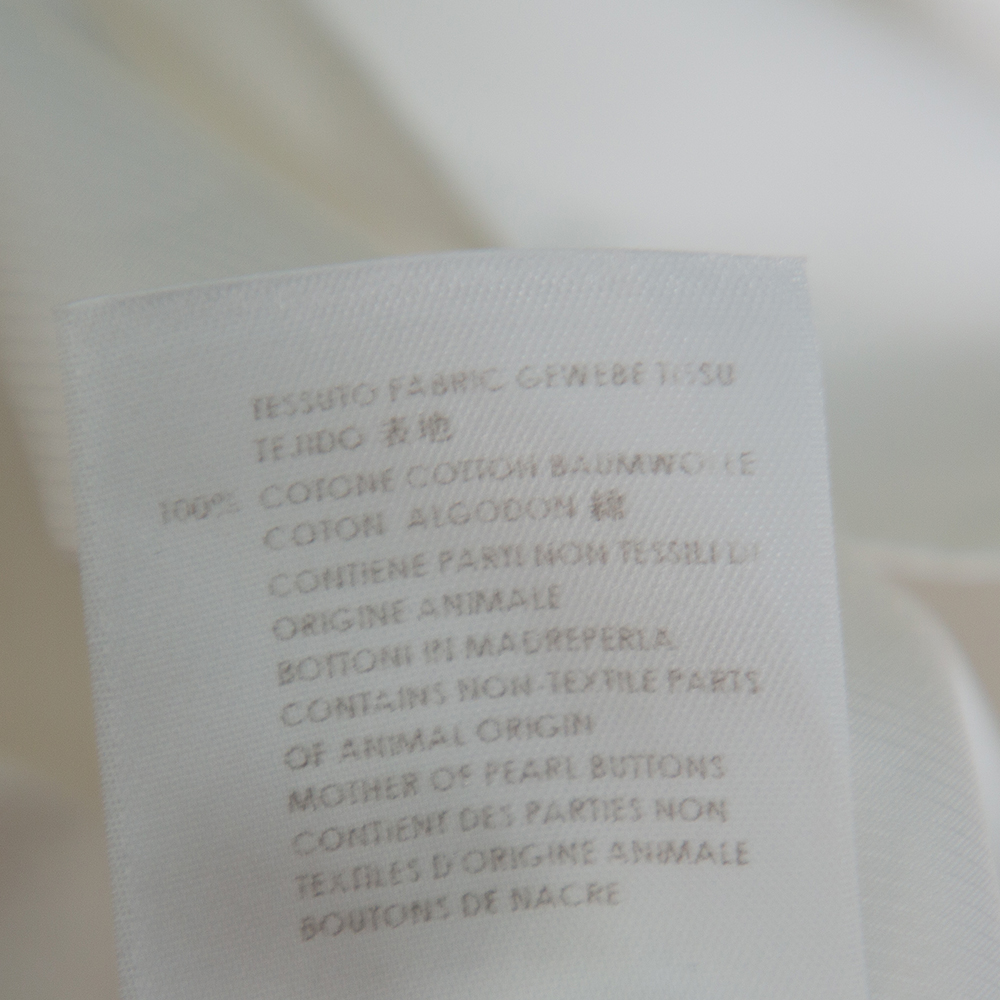 TESSUTO FABRIC GEWEBE TISSU
TEJIDO 表地
100% COTONE COTTON BAUMWOLLE
COTON ALGODON 綿
CONTIENE PARTI NON TESSILI DI
ORIGINE ANIMALE
BOTTONI IN MADREPERLA
CONTAINS NON-TEXTILE PARTS
OF ANIMAL ORIGIN
MOTHER OF PEARL BUTTONS
CONTIENT DES PARTIES NON
TEXTILES D'ORIGINE ANIMALE
BOUTONS DE NACRE